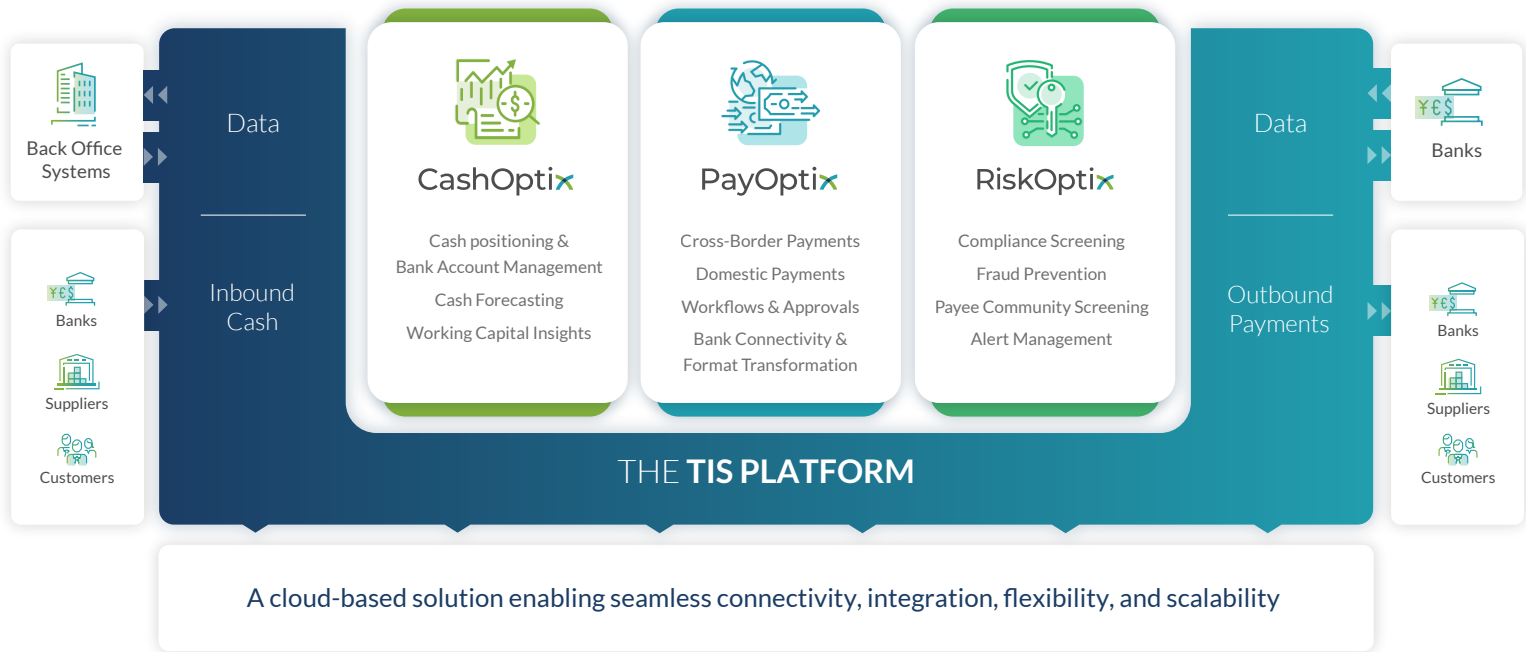 Back Office
Systems
Data
¥€$
Banks
Suppliers
Customers
Inbound
Cash
CashOptix
Cash positioning &
Bank Account Management
Cash Forecasting
Working Capital Insights
PayOptix
Cross-Border Payments
Domestic Payments
Workflows & Approvals
Bank Connectivity &
Format Transformation
RiskOptix
Compliance Screening
Fraud Prevention
Payee Community Screening
Alert Management
Data
Outbound
Payments
¥€$
Banks
¥€$
Banks
Suppliers
Customers
THE TIS PLATFORM
A cloud-based solution enabling seamless connectivity, integration, flexibility, and scalability